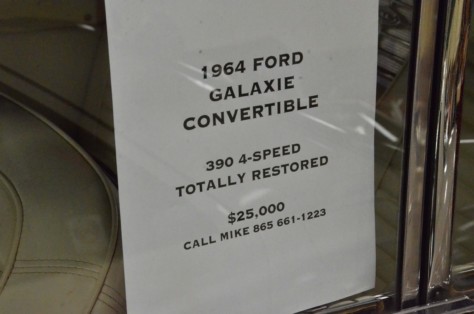 1964 FORD
GALAXIE
CONVERTIBLE
390 4-SPEED
TOTALLY RESTORED
$25,000
CALL MIKE 865 661-1223